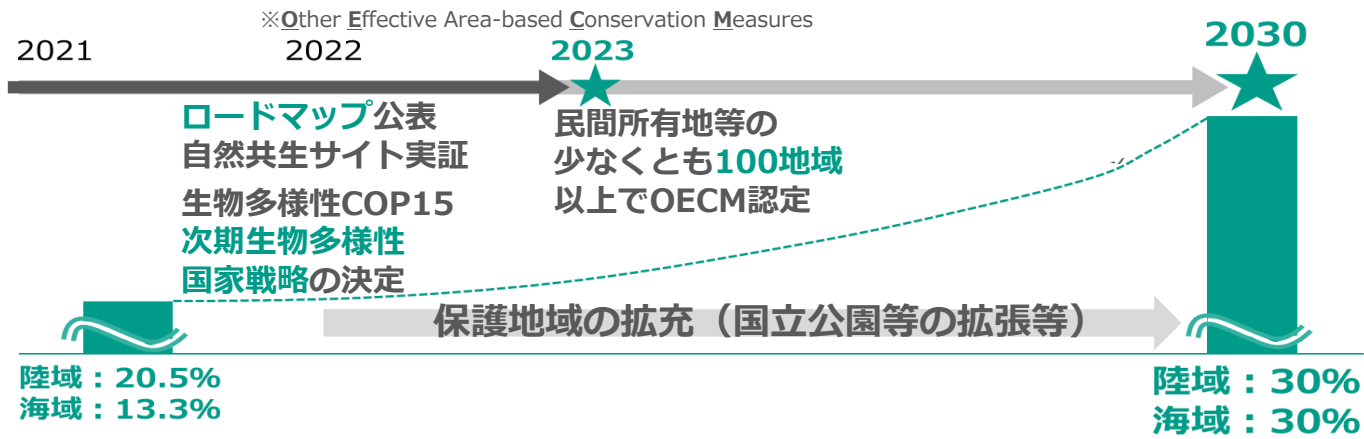 ※Other Effective Area-based Conservation Measures
2021
2022
2023
2030
ロードマップ公表
自然共生サイト実証
生物多様性COP15
次期生物多様性
国家戦略の決定
民間所有地等の
少なくとも100地域
以上でOECM認定
保護地域の拡充（国立公園等の拡張等）
陸域：20.5%
海域：13.3%
陸域：30%
海域：30%